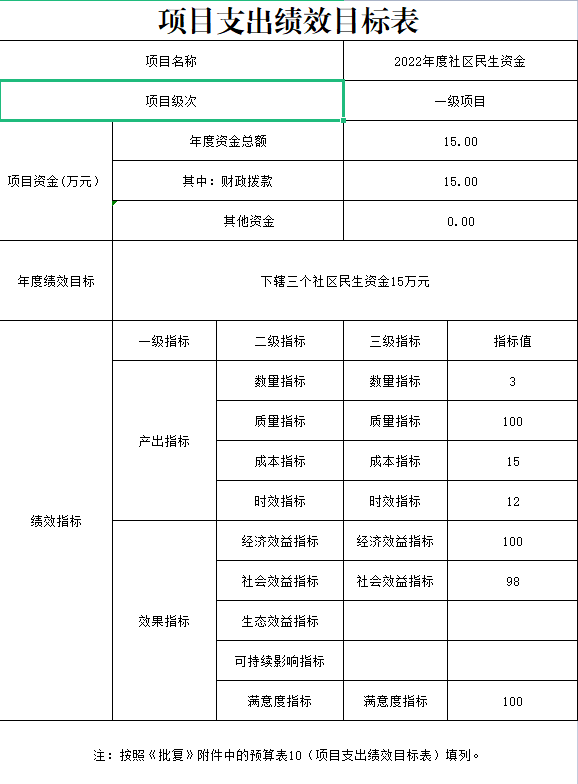 项目支出绩效目标表
项目名称 2022年度社区民生资金
项目级次 一级项目
项目资金(万元) 年度资金总额 15.00
其中: 财政拨款 15.00
其他资金 0.00
年度绩效目标 下辖三个社区民生资金15万元
绩效指标 一级指标 二级指标 三级指标 指标值
产出指标 数量指标 数量指标 3
质量指标 质量指标 100
成本指标 成本指标 15
时效指标 时效指标 12
效果指标 经济效益指标 经济效益指标 100
社会效益指标 社会效益指标 98
生态效益指标
可持续影响指标
满意度指标 满意度指标 100
注: 按照《批复》附件中的预算表10（项目支出绩效目标表）填列。